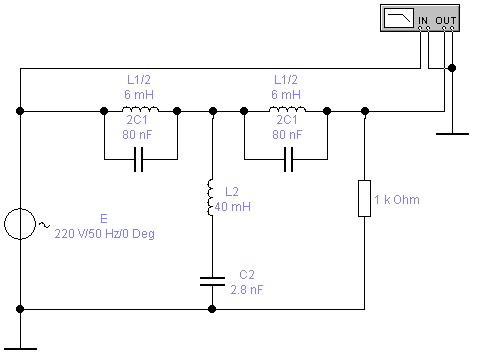 IN OUT
L1/2 L1/2
6 mH 6 mH
2C1 2C1
80 nF 80 nF
L2
40 mH
1 k Ohm
E
220 V/50 Hz/0 Deg
C2
2.8 nF